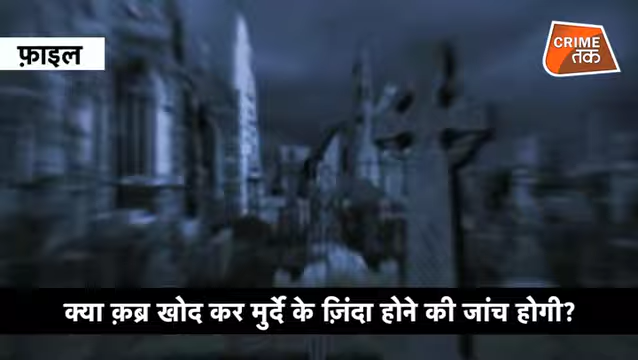 फ़ाइल
CRIME
तक
क्या क़ब्र खोद कर मुर्दे के ज़िंदा होने की जांच होगी?